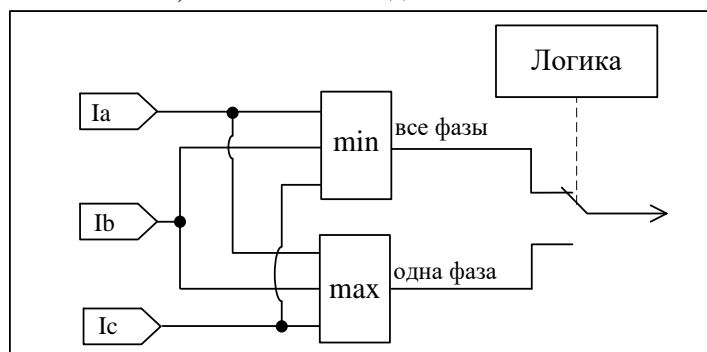 Логика
Ia
min
все фазы
Ib
одна фаза
max
Ic